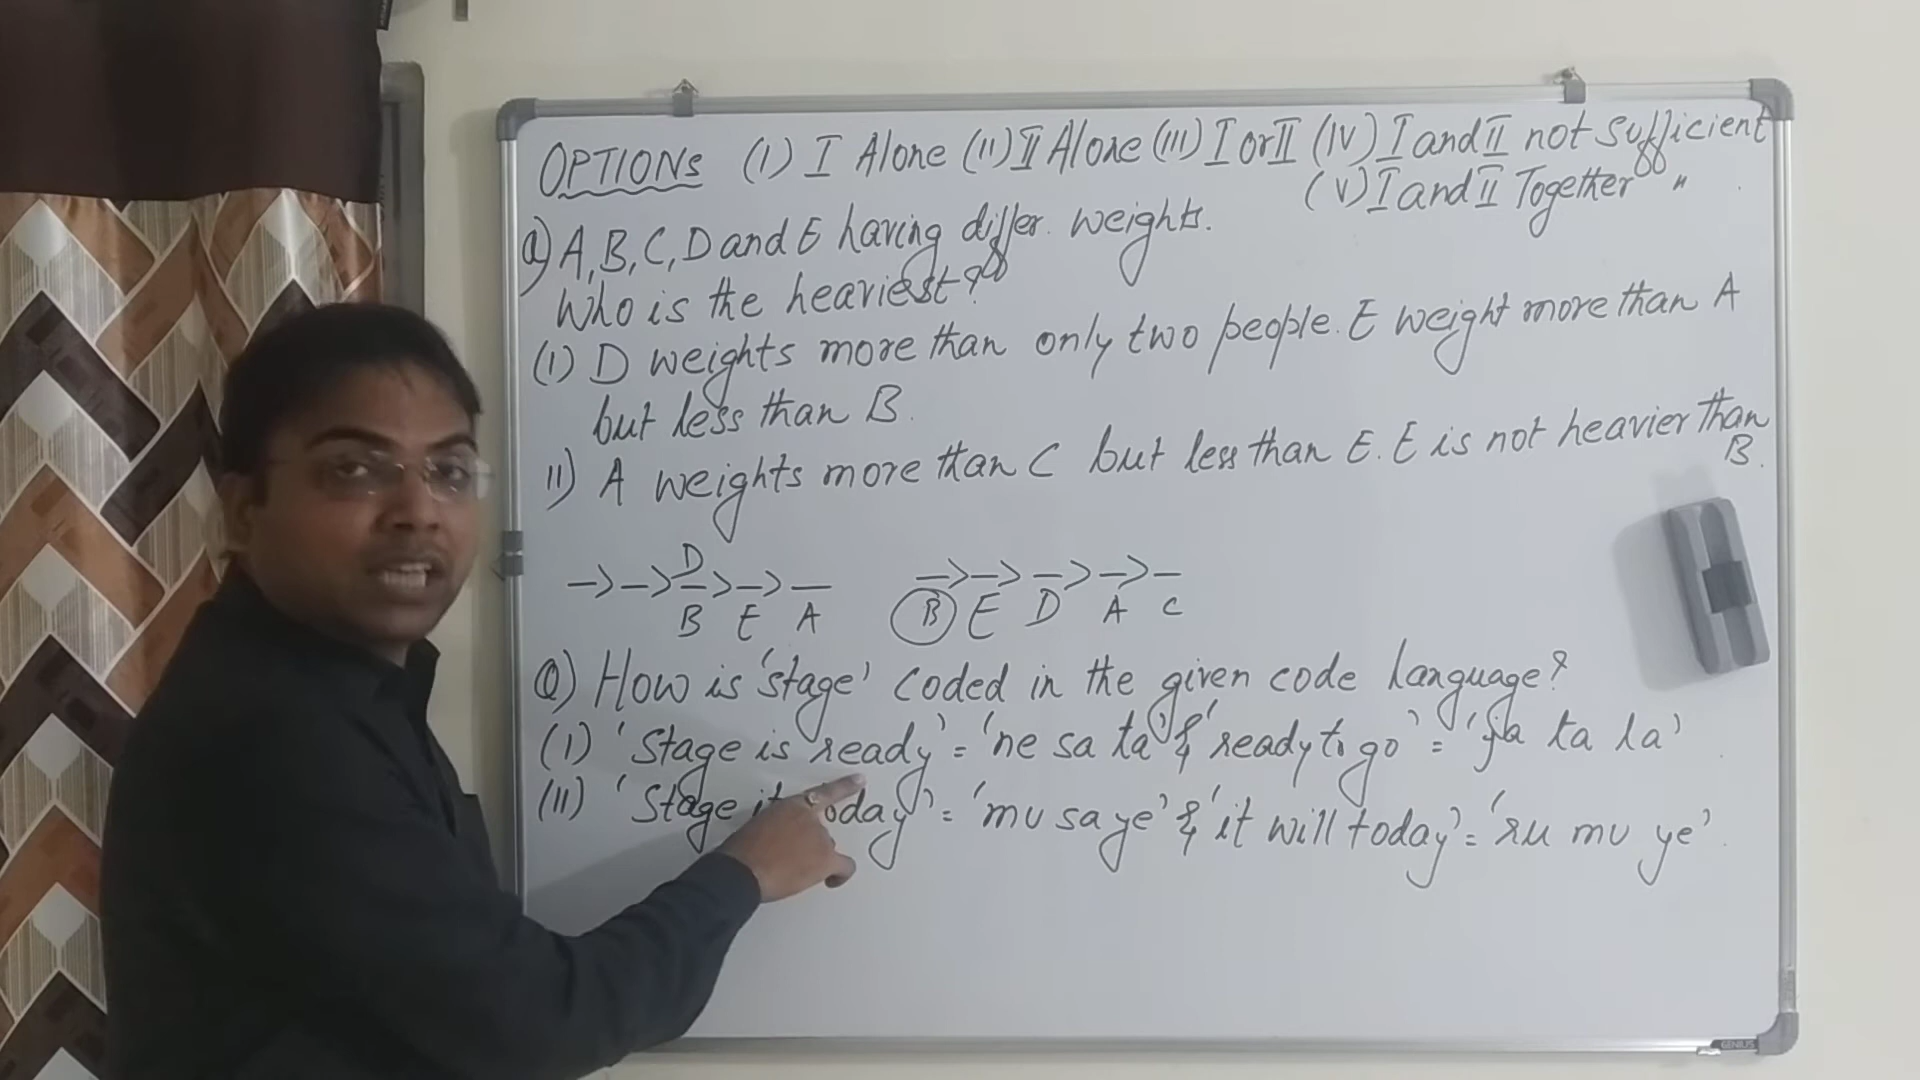 OPTIONS (I) I Alone (II) II Alone (III) I or II (IV) I and II not sufficient
(V) I and II Together "
Q) A, B, C, D and E having differ. weights.
Who is the heaviest?
(I) D weights more than only two people. E weight more than A
but less than B.
II) A weights more than C but less than E. E is not heavier than
B.
D
_ > _ > _ > _ > _
B E A
_ > _ > _ > _ > _
B E D A C
Q) How is 'stage' coded in the given code language?
(I) 'Stage is ready' = 'ne sa ta' & 'ready to go' = 'ja ta la'
(II) 'Stage it today' = 'mu sa ye' & 'it will today' = 'ru mu ye'.
GENIUS